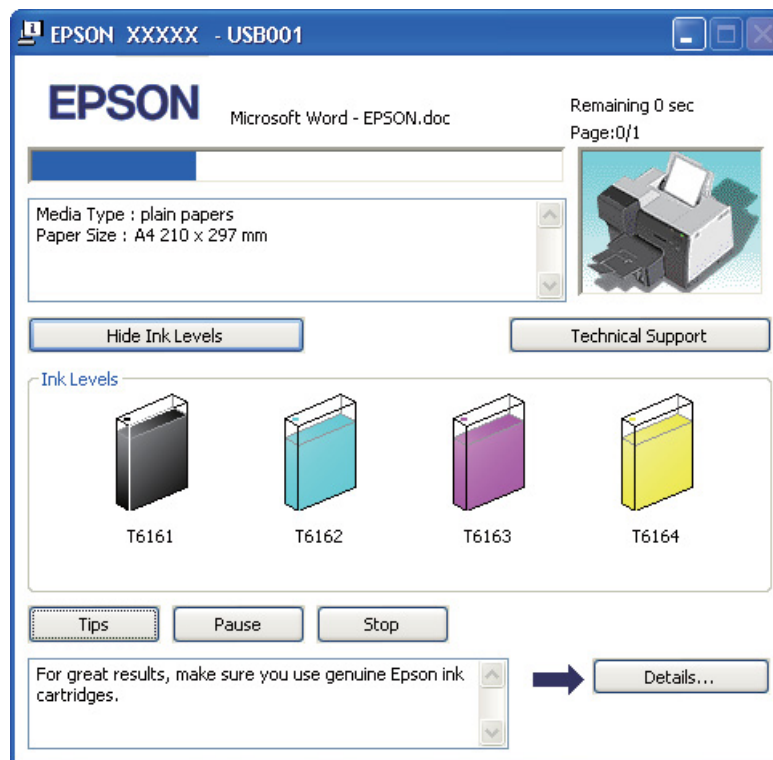 EPSON XXXXX - USB001
EPSON
Microsoft Word - EPSON.doc
Remaining 0 sec
Page:0/1
Media Type : plain papers
Paper Size : A4 210 x 297 mm
Hide Ink Levels
Technical Support
Ink Levels
T6161
T6162
T6163
T6164
Tips
Pause
Stop
For great results, make sure you use genuine Epson ink
cartridges.
Details...